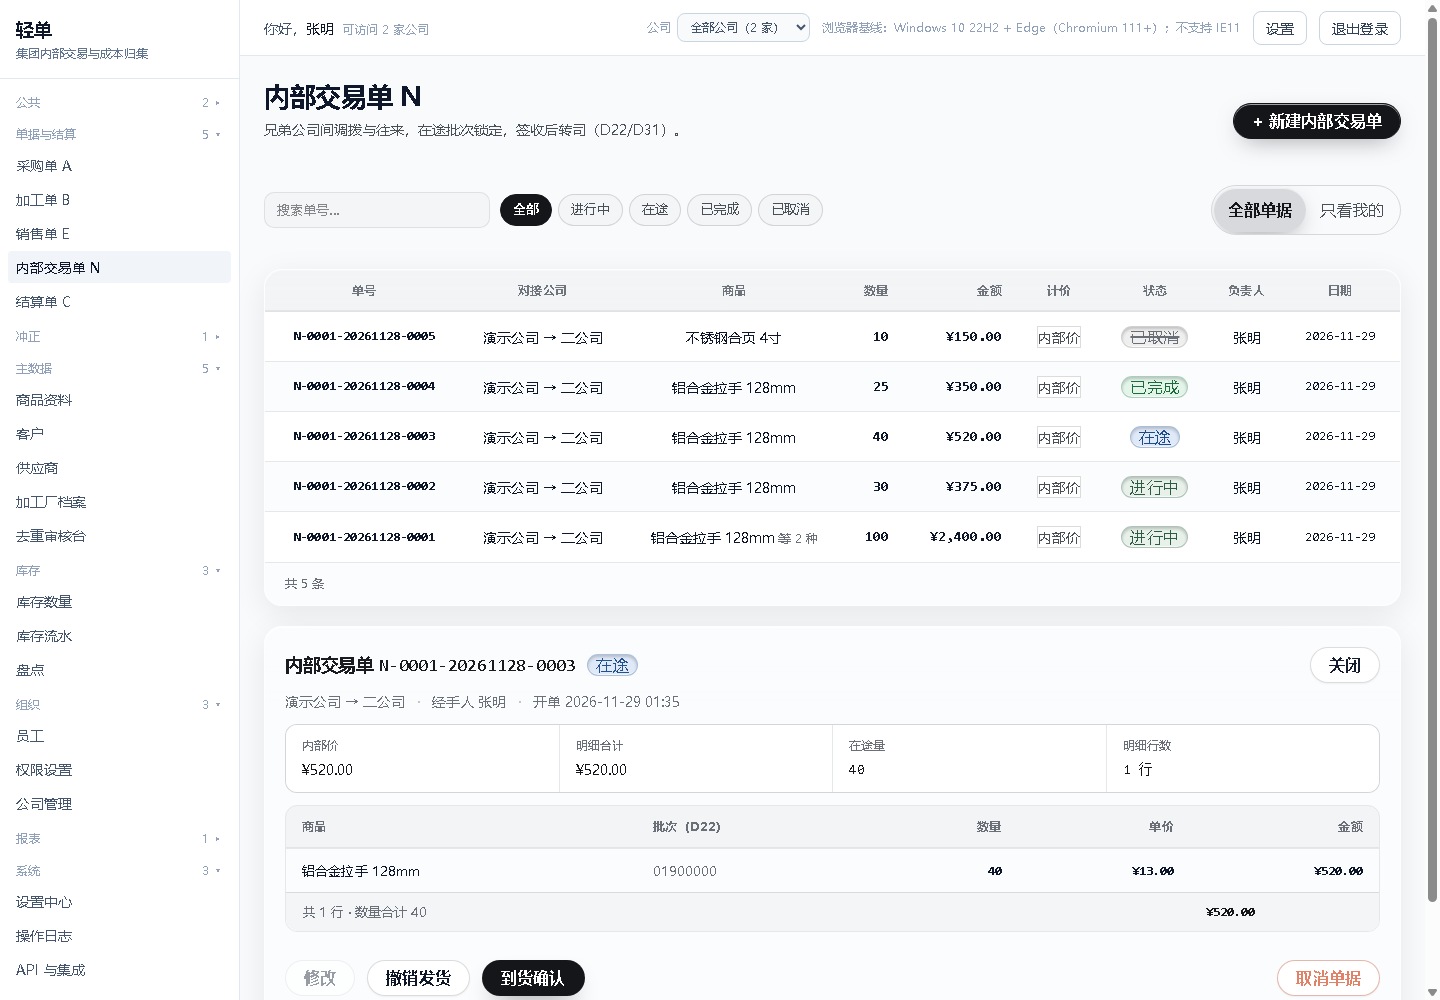 轻单
集团内部交易与成本归集
公共 2
单据与结算 5
采购单 A
加工单 B
销售单 E
内部交易单 N
结算单 C
冲正 1
主数据 5
商品资料
客户
供应商
加工厂档案
去重审核台
库存 3
库存数量
库存流水
盘点
组织 3
员工
权限设置
公司管理
报表 1
系统 3
设置中心
操作日志
API 与集成
你好，张明 可访问 2 家公司
公司 全部公司（2 家） 浏览器基线：Windows 10 22H2 + Edge（Chromium 111+）；不支持 IE11 设置 退出登录
内部交易单 N
兄弟公司间调拨与往来，在途批次锁定，签收后转司（D22/D31）。
+ 新建内部交易单
搜索单号... 全部 进行中 在途 已完成 已取消 全部单据 只看我的
单号 对接公司 商品 数量 金额 计价 状态 负责人 日期
N-0001-20261128-0005 演示公司 → 二公司 不锈钢合页 4寸 10 ¥150.00 内部价 已取消 张明 2026-11-29
N-0001-20261128-0004 演示公司 → 二公司 铝合金拉手 128mm 25 ¥350.00 内部价 已完成 张明 2026-11-29
N-0001-20261128-0003 演示公司 → 二公司 铝合金拉手 128mm 40 ¥520.00 内部价 在途 张明 2026-11-29
N-0001-20261128-0002 演示公司 → 二公司 铝合金拉手 128mm 30 ¥375.00 内部价 进行中 张明 2026-11-29
N-0001-20261128-0001 演示公司 → 二公司 铝合金拉手 128mm 等 2 种 100 ¥2,400.00 内部价 进行中 张明 2026-11-29
共 5 条
内部交易单 N-0001-20261128-0003 在途 关闭
演示公司 → 二公司 · 经手人 张明 · 开单 2026-11-29 01:35
内部价 明细合计 在途量 明细行数
¥520.00 ¥520.00 40 1 行
商品 批次（D22） 数量 单价 金额
铝合金拉手 128mm 01900000 40 ¥13.00 ¥520.00
共 1 行 · 数量合计 40 ¥520.00
修改 撤销发货 到货确认 取消单据